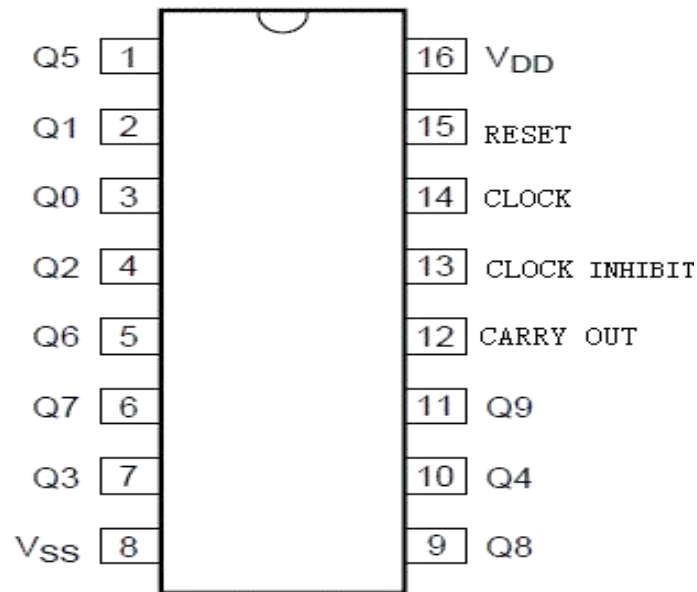 Q5 1 16 VDD
Q1 2 15 RESET
Q0 3 14 CLOCK
Q2 4 13 CLOCK INHIBIT
Q6 5 12 CARRY OUT
Q7 6 11 Q9
Q3 7 10 Q4
VSS 8 9 Q8